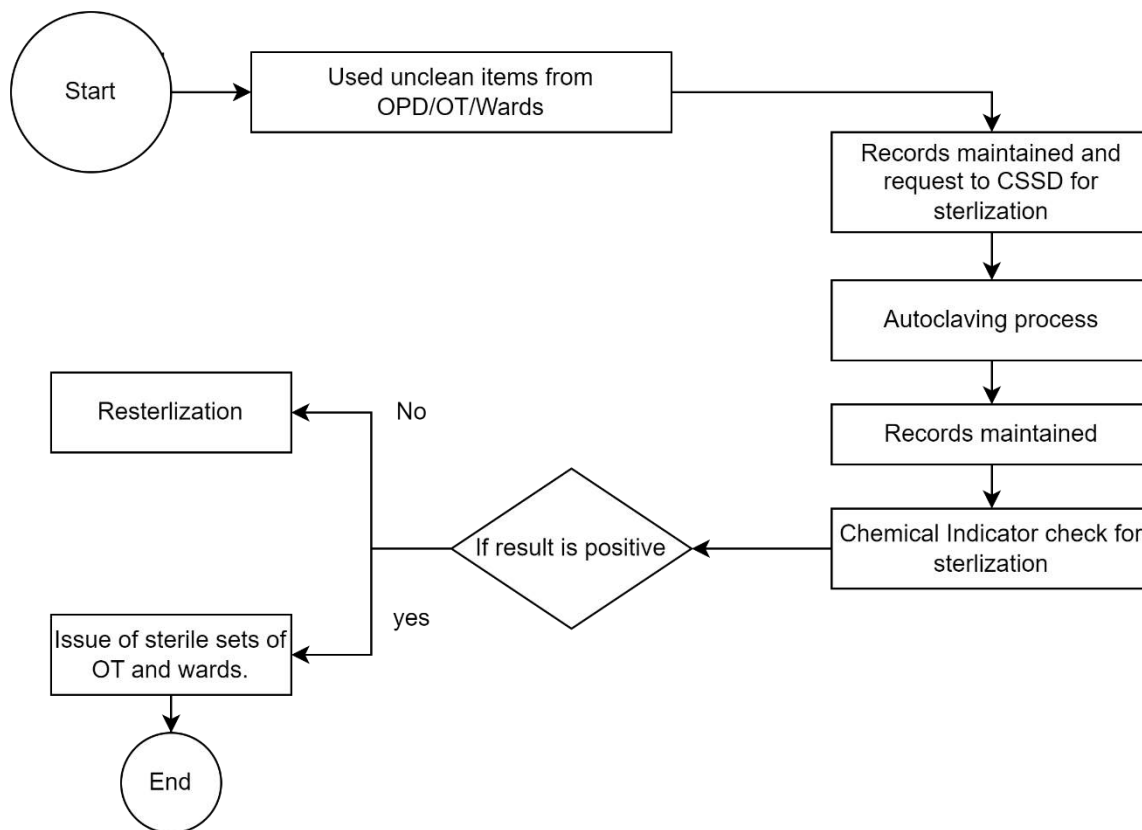 Start
Used unclean items from
OPD/OT/Wards
Records maintained and
request to CSSD for
sterlization
Autoclaving process
Records maintained
Chemical Indicator check for
sterlization
If result is positive
No
Resterlization
yes
Issue of sterile sets of
OT and wards.
End